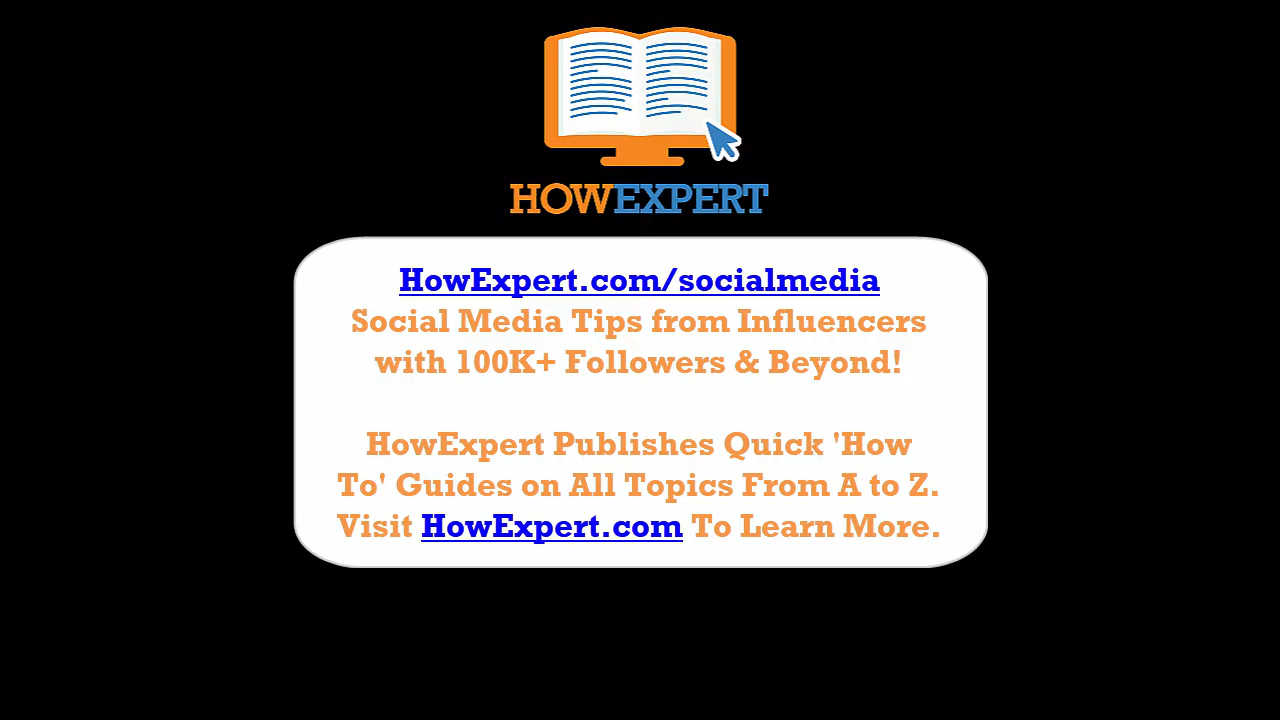 HOWEXPERT
HowExpert.com/socialmedia
Social Media Tips from Influencers
with 100K+ Followers & Beyond!
HowExpert Publishes Quick 'How
To' Guides on All Topics From A to Z.
Visit HowExpert.com To Learn More.